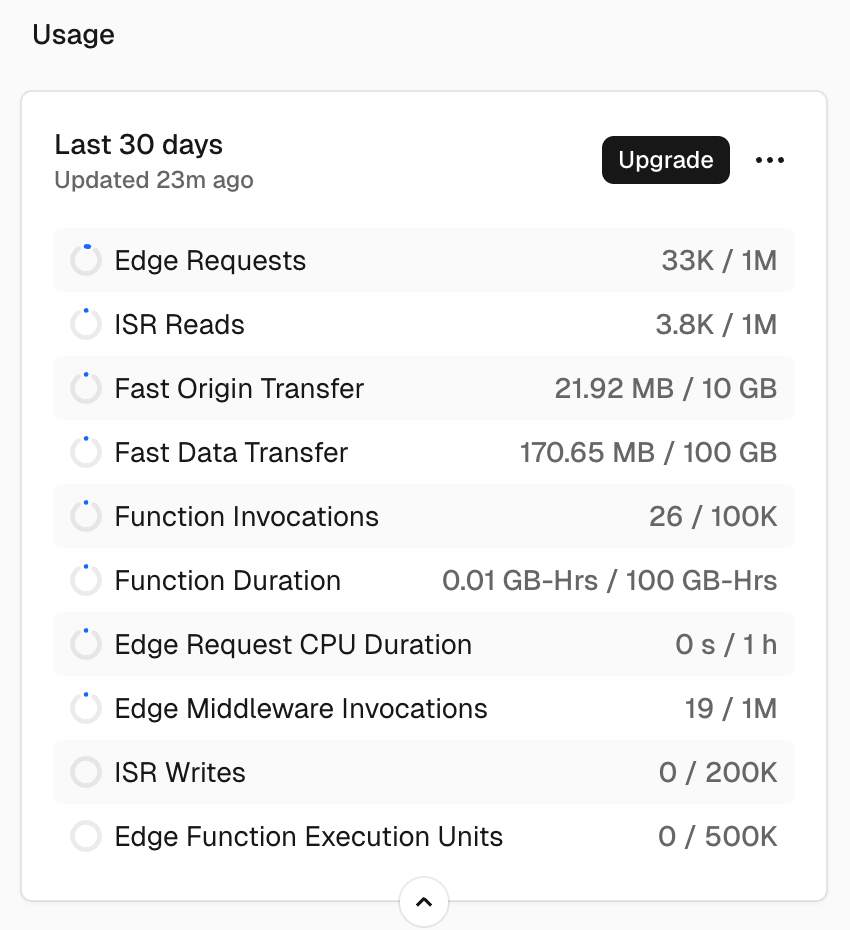 Usage
Last 30 days
Updated 23m ago
Upgrade
Edge Requests 33K / 1M
ISR Reads 3.8K / 1M
Fast Origin Transfer 21.92 MB / 10 GB
Fast Data Transfer 170.65 MB / 100 GB
Function Invocations 26 / 100K
Function Duration 0.01 GB-Hrs / 100 GB-Hrs
Edge Request CPU Duration 0 s / 1 h
Edge Middleware Invocations 19 / 1M
ISR Writes 0 / 200K
Edge Function Execution Units 0 / 500K